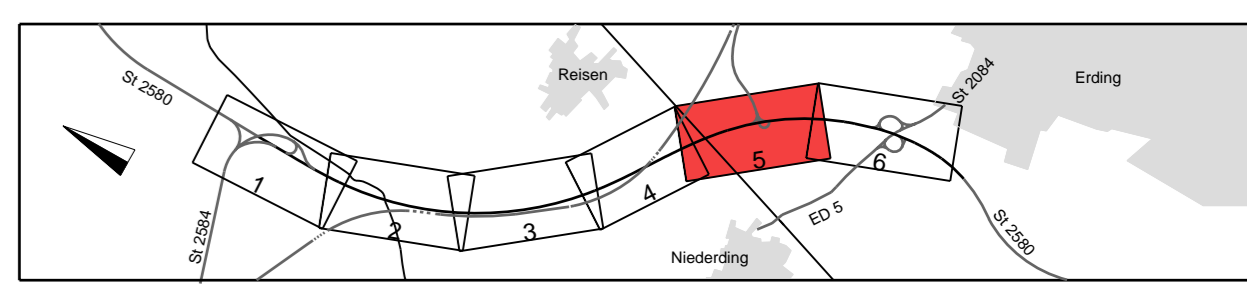 St 2580
Reisen
St 2084
Erding
1
2
3
4
5
6
St 2584
ED 5
Niederding
St 2580